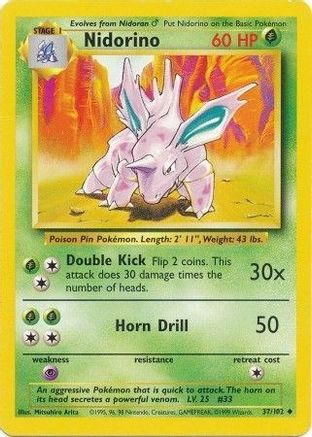 Evolves from Nidoran ♂ Put Nidorino on the Basic Pokémon
STAGE 1
Nidorino 60 HP
Poison Pin Pokémon. Length: 2' 11", Weight: 43 lbs.
Double Kick Flip 2 coins. This
attack does 30 damage times the
number of heads.
30x
Horn Drill 50
weakness resistance retreat cost
An aggressive Pokémon that is quick to attack. The horn on
its head secretes a powerful venom. LV. 25 #33
Illus. Mitsuhiro Arita ©1995, 96, 98 Nintendo, Creatures, GAMEFREAK. ©1999 Wizards. 37/102 ◆